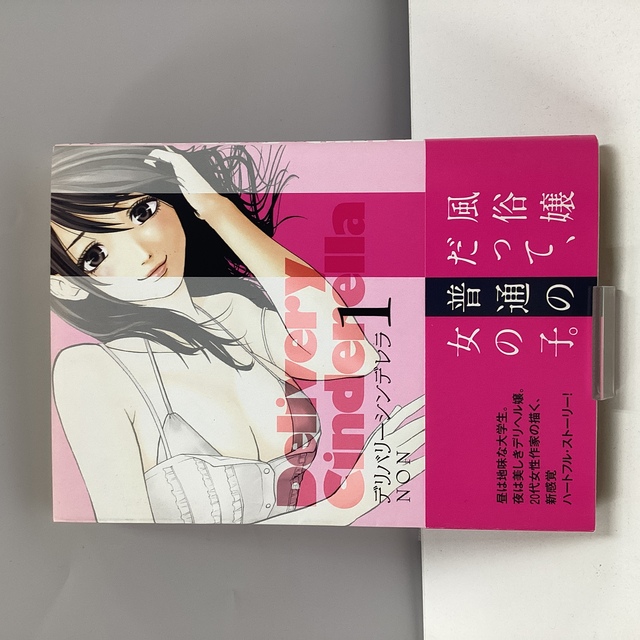 Delivery
Cinderella
1
デリバリーシンデレラ
NON
風俗嬢
だって、
普通の
女の子。
昼は地味な大学生。
夜は美しきデリヘル嬢。
20代女性作家の描く、
新感覚
ハートフル・ストーリー!